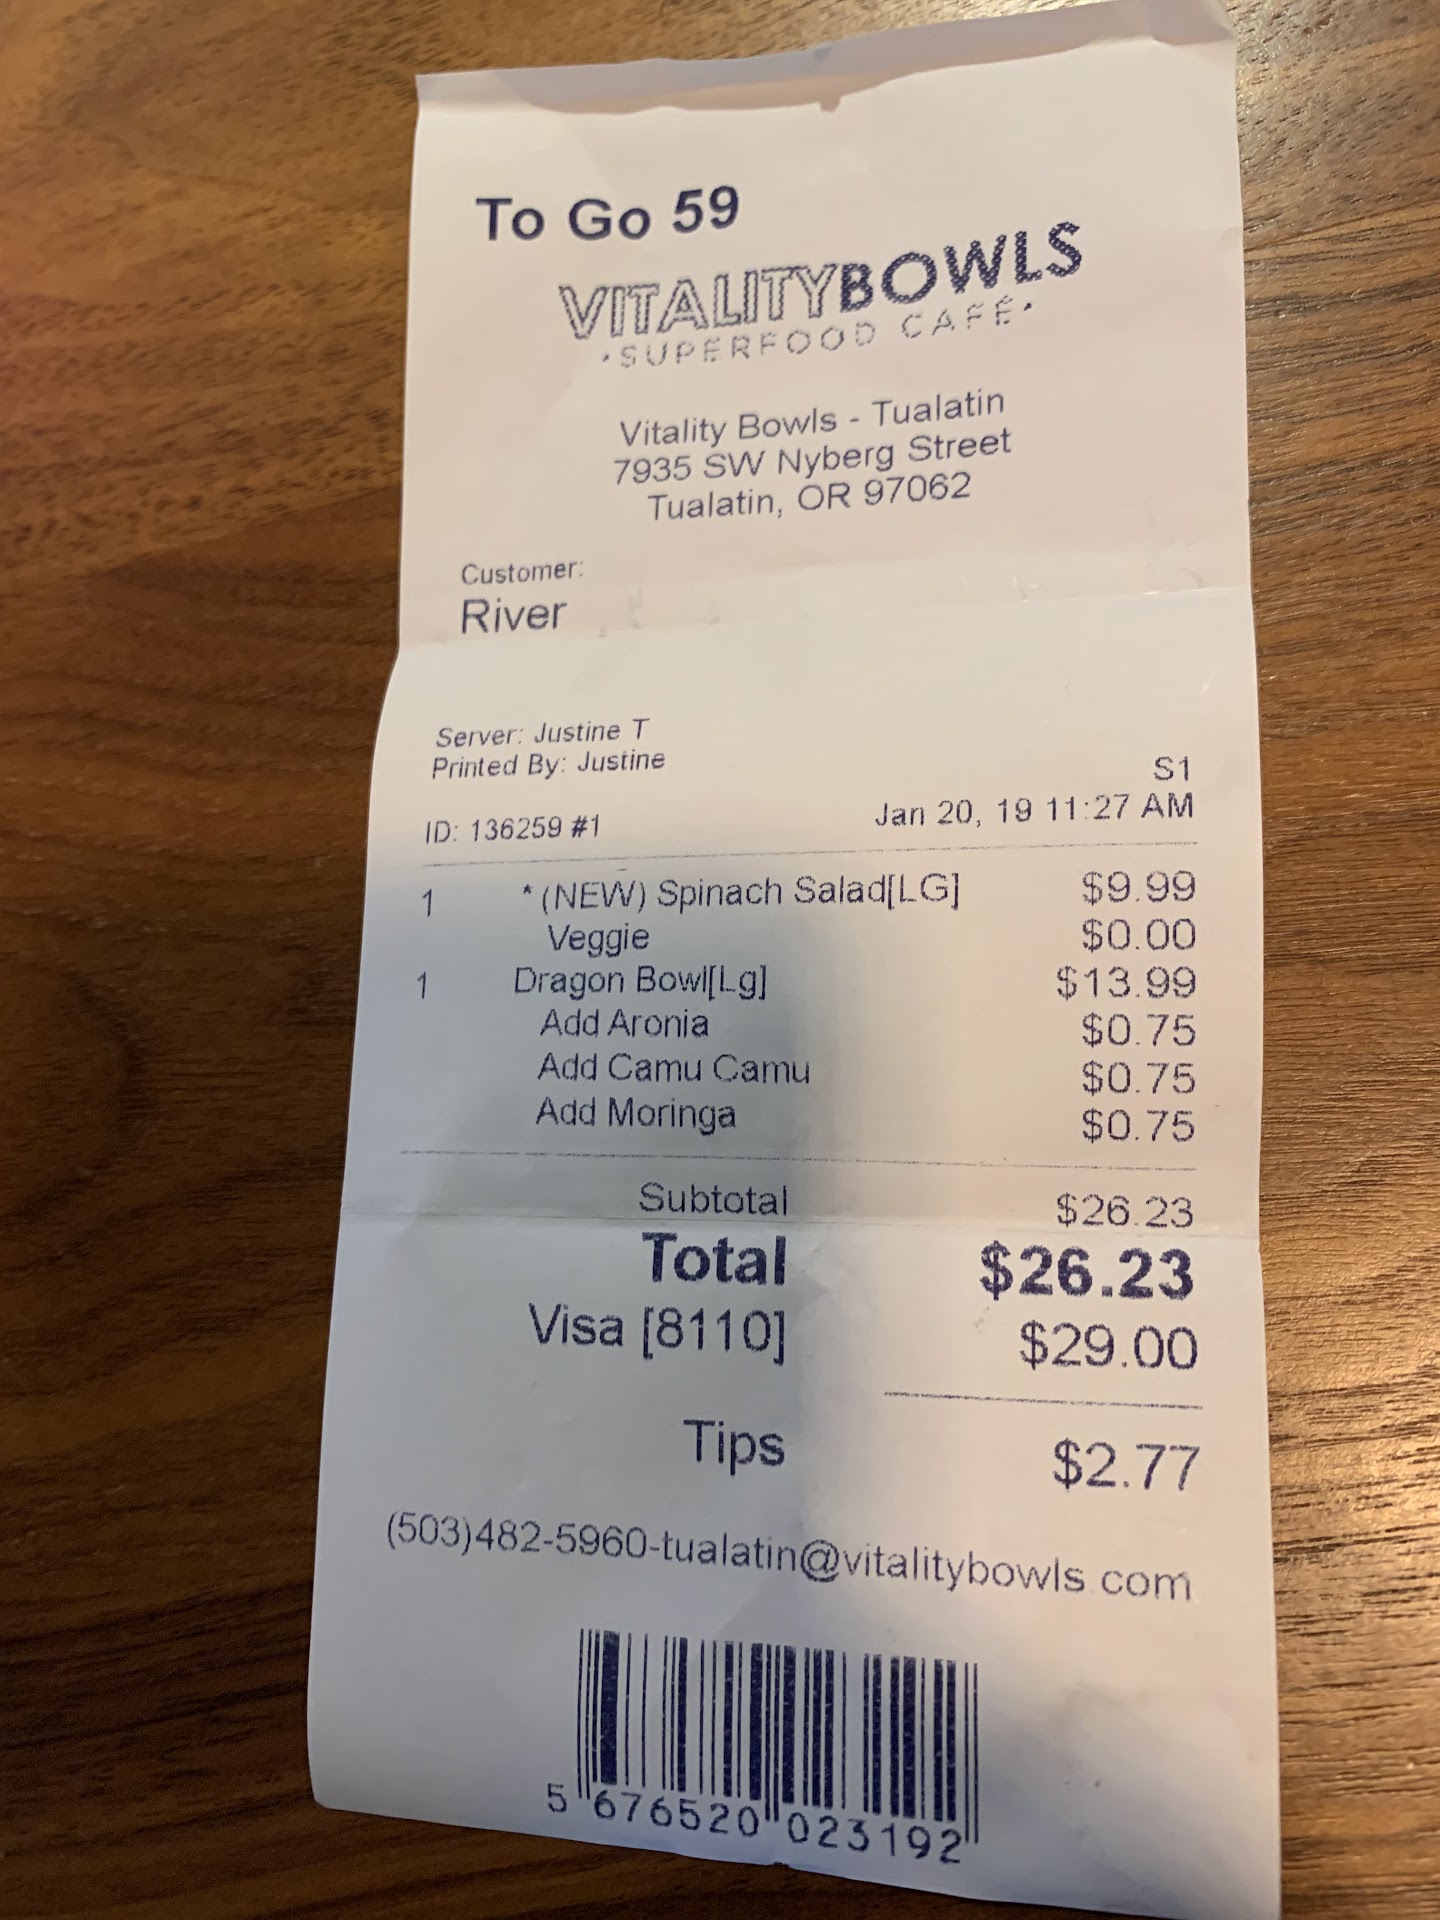 To Go 59
VITALITYBOWLS
·SUPERFOOD CAFÉ·
Vitality Bowls - Tualatin
7935 SW Nyberg Street
Tualatin, OR 97062
Customer:
River
Server: Justine T
Printed By: Justine
S1
ID: 136259 #1 Jan 20, 19 11:27 AM
1 * (NEW) Spinach Salad[LG] $9.99
Veggie $0.00
1 Dragon Bowl[Lg] $13.99
Add Aronia $0.75
Add Camu Camu $0.75
Add Moringa $0.75
Subtotal $26.23
Total $26.23
Visa [8110] $29.00
Tips $2.77
(503)482-5960-tualatin@vitalitybowls.com
5 676520 023192